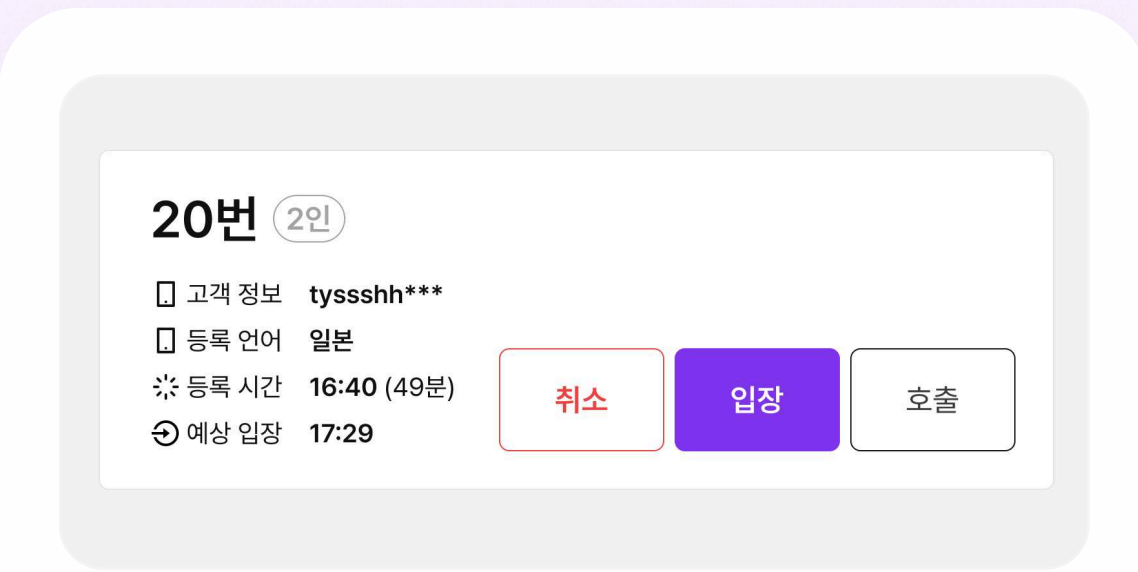 20번 2인
고객 정보 tyssshh***
등록 언어 일본
등록 시간 16:40 (49분)
예상 입장 17:29
취소 입장 호출